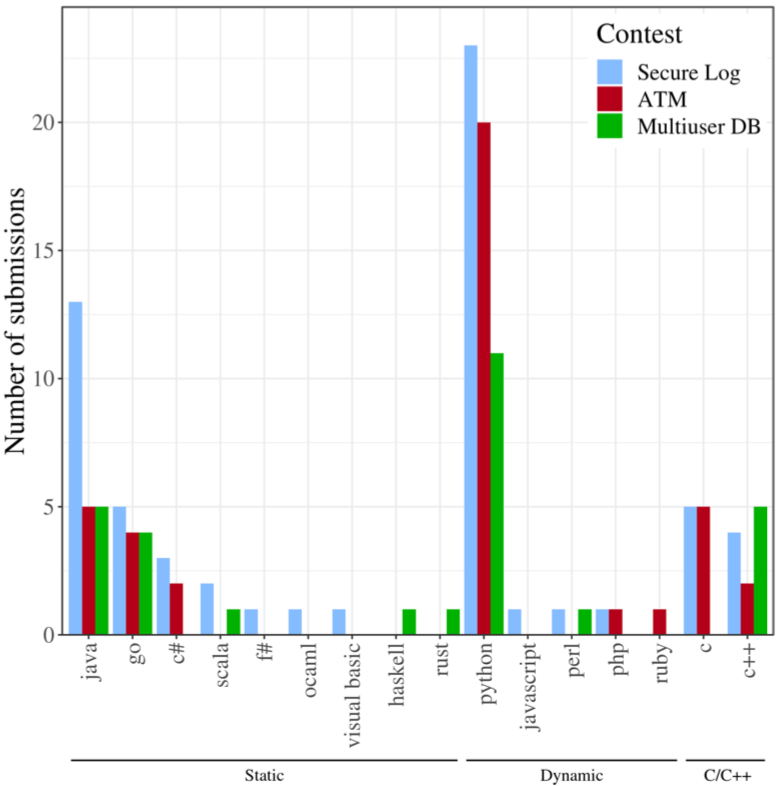 Contest
Secure Log
ATM
Multiuser DB
Number of submissions
20
15
10
5
0
java
go
c#
scala
f#
ocaml
visual basic
haskell
rust
python
javascript
perl
php
ruby
c
c++
Static
Dynamic
C/C++